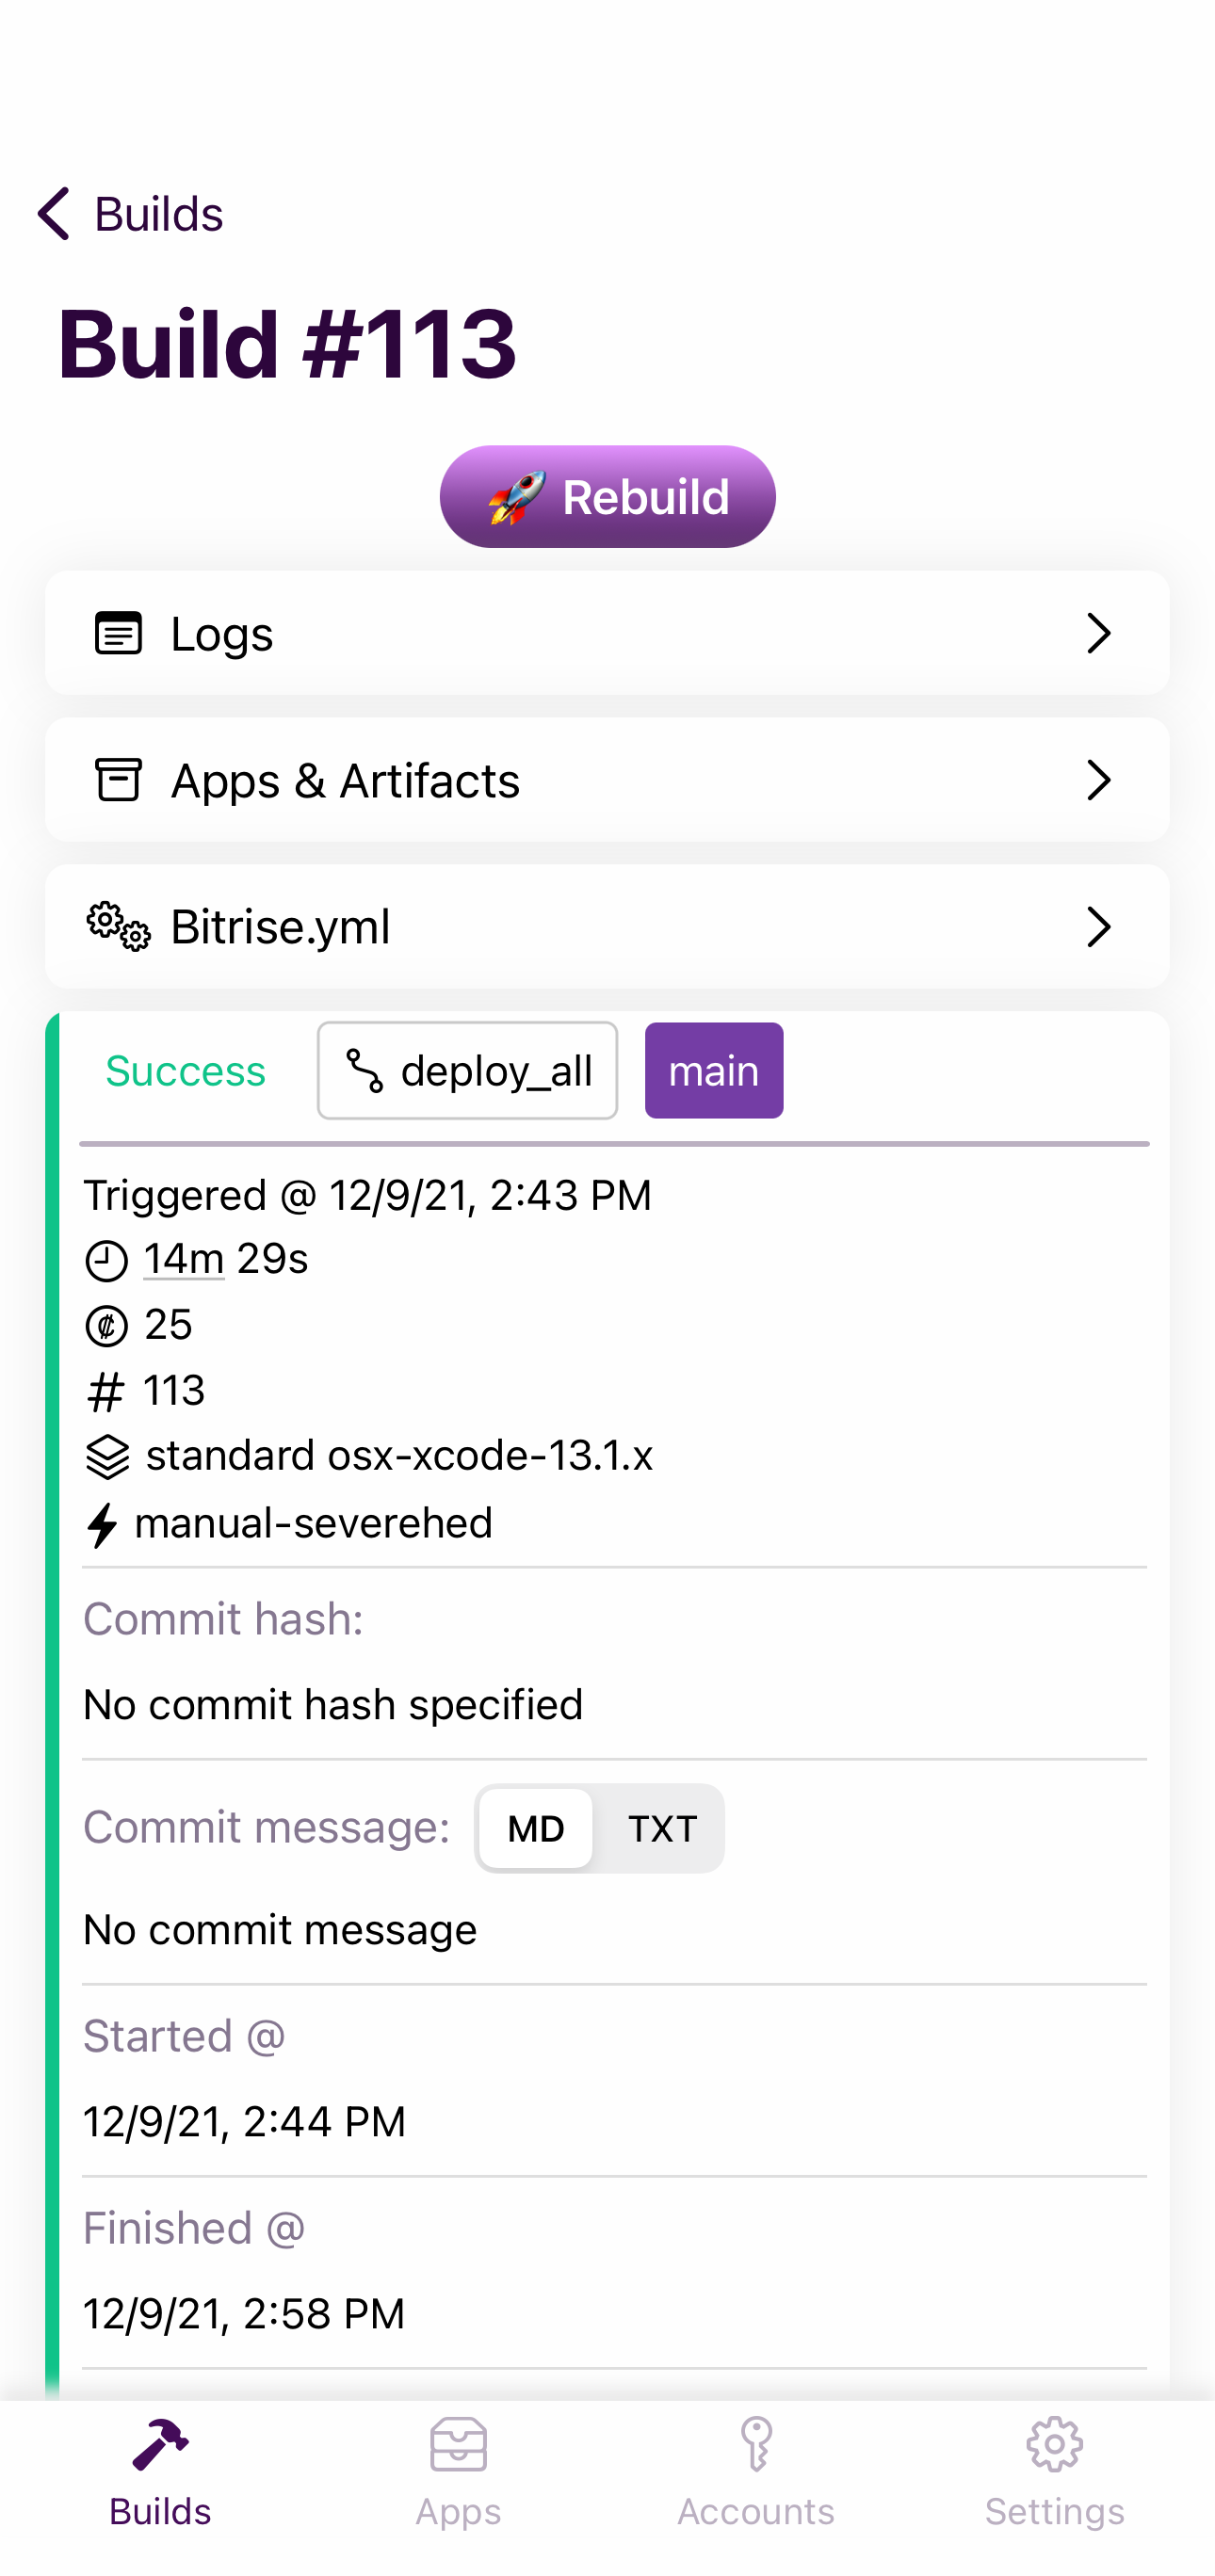 Builds
Build #113
🚀 Rebuild
Logs
Apps & Artifacts
Bitrise.yml
Success deploy_all main
Triggered @ 12/9/21, 2:43 PM
14m 29s
25
# 113
standard osx-xcode-13.1.x
manual-severehed
Commit hash:
No commit hash specified
Commit message: MD TXT
No commit message
Started @
12/9/21, 2:44 PM
Finished @
12/9/21, 2:58 PM
Builds Apps Accounts Settings